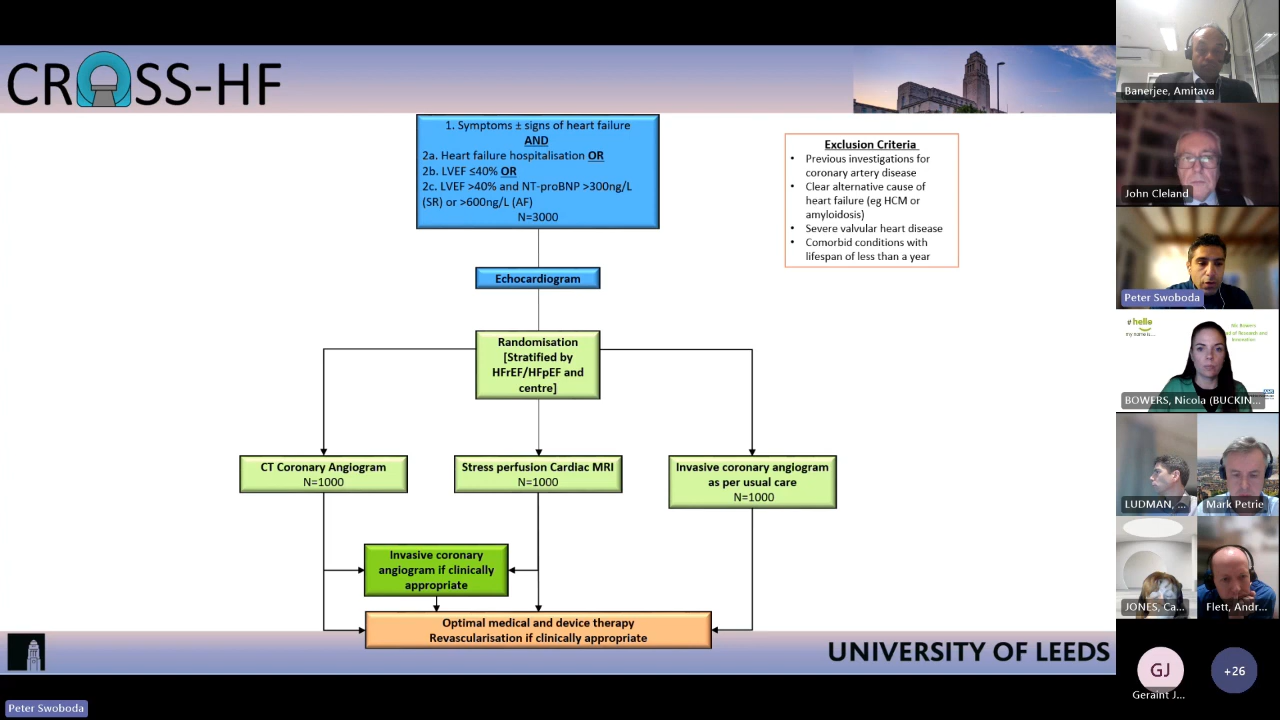 CROSS-HF
1. Symptoms ± signs of heart failure
AND
2a. Heart failure hospitalisation OR
2b. LVEF ≤40% OR
2c. LVEF >40% and NT-proBNP >300ng/L
(SR) or >600ng/L (AF)
N=3000
Exclusion Criteria
• Previous investigations for
coronary artery disease
• Clear alternative cause of
heart failure (eg HCM or
amyloidosis)
• Severe valvular heart disease
• Comorbid conditions with
lifespan of less than a year
Echocardiogram
Randomisation
[Stratified by
HFrEF/HFpEF and
centre]
CT Coronary Angiogram
N=1000
Stress perfusion Cardiac MRI
N=1000
Invasive coronary angiogram
as per usual care
N=1000
Invasive coronary
angiogram if clinically
appropriate
Optimal medical and device therapy
Revascularisation if clinically appropriate
UNIVERSITY OF LEEDS
Peter Swoboda
Banerjee, Amitava
John Cleland
Peter Swoboda
#hello
my name is...
BOWERS, Nicola (BUCKIN...
LUDMAN, ...
Mark Petrie
JONES, Ca...
Flett, Andr...
GJ
Geraint J...
+26